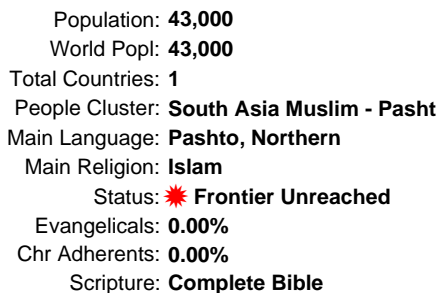 Population: 43,000
World Popl: 43,000
Total Countries: 1
People Cluster: South Asia Muslim - Pasht
Main Language: Pashto, Northern
Main Religion: Islam
Status: Frontier Unreached
Evangelicals: 0.00%
Chr Adherents: 0.00%
Scripture: Complete Bible